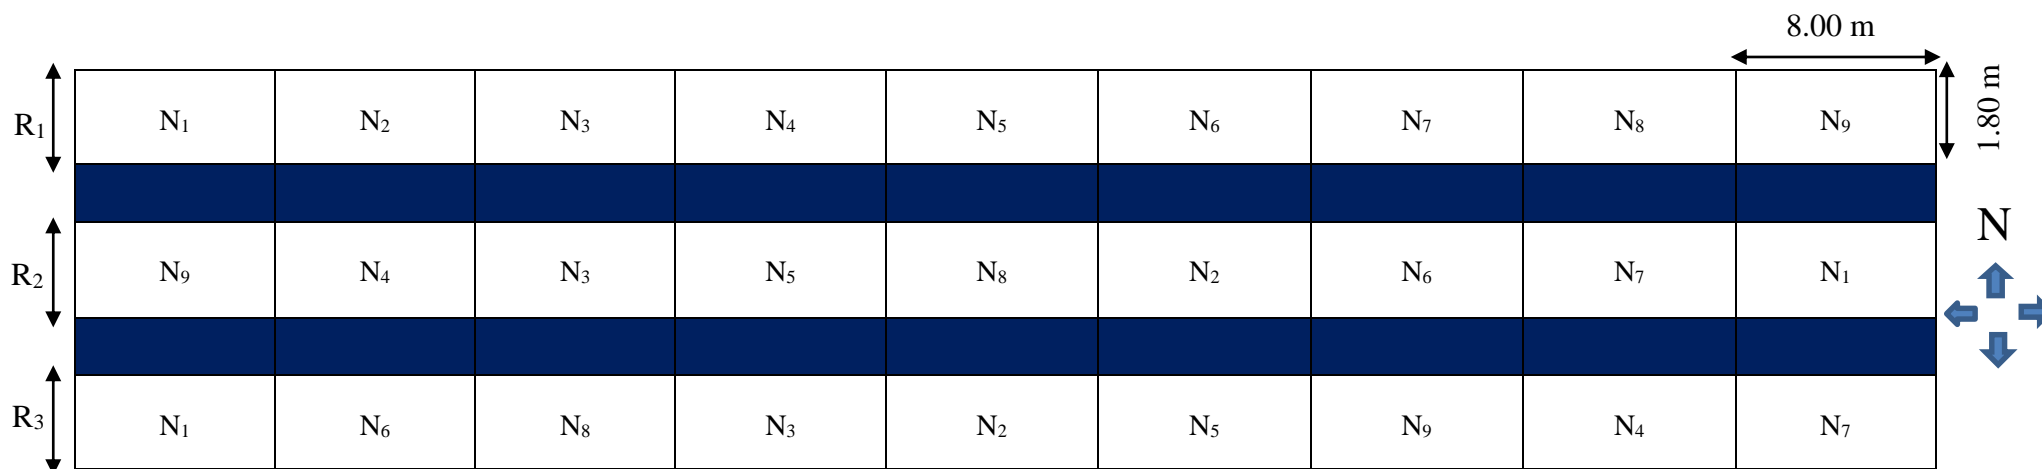 8.00 m
R₁ N₁ N₂ N₃ N₄ N₅ N₆ N₇ N₈ N₉ 1.80 m
N
R₂ N₉ N₄ N₃ N₅ N₈ N₂ N₆ N₇ N₁
R₃ N₁ N₆ N₈ N₃ N₂ N₅ N₉ N₄ N₇